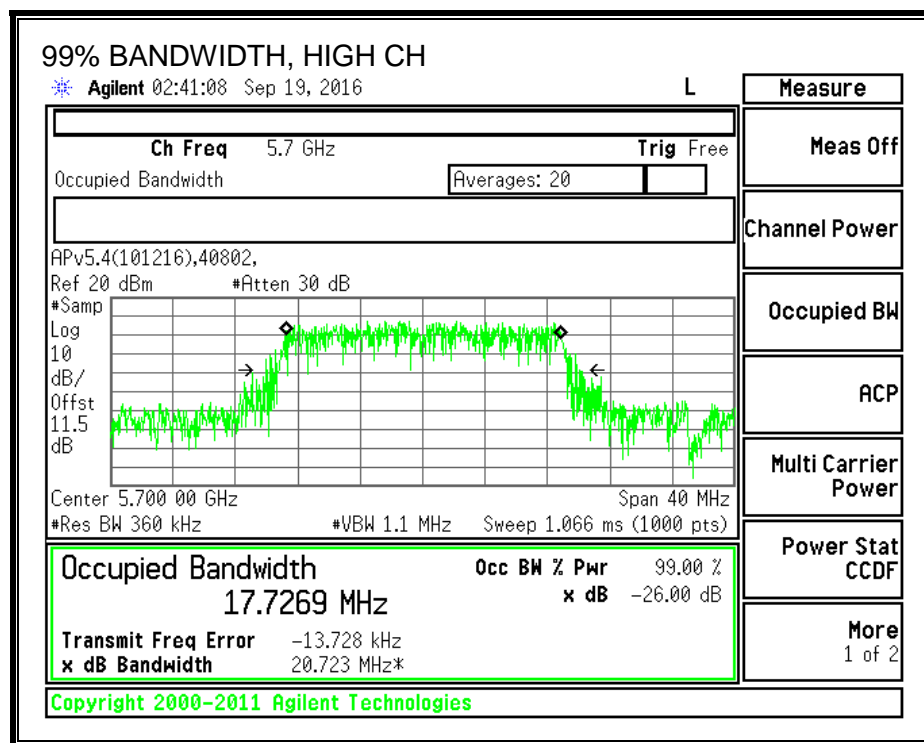 99% BANDWIDTH, HIGH CH
Agilent 02:41:08 Sep 19, 2016 L
Measure
Ch Freq 5.7 GHz Trig Free
Meas Off
Occupied Bandwidth Averages: 20
Channel Power
APv5.4(101216),40802,
Ref 20 dBm #Atten 30 dB
#Samp
Log
10
dB/
Offst
11.5
dB
Occupied BW
ACP
Multi Carrier
Power
Center 5.700 00 GHz Span 40 MHz
#Res BW 360 kHz #VBW 1.1 MHz Sweep 1.066 ms (1000 pts)
Power Stat
CCDF
Occupied Bandwidth Occ BW % Pwr 99.00 %
17.7269 MHz x dB -26.00 dB
Transmit Freq Error -13.728 kHz
x dB Bandwidth 20.723 MHz*
More
1 of 2
Copyright 2000-2011 Agilent Technologies